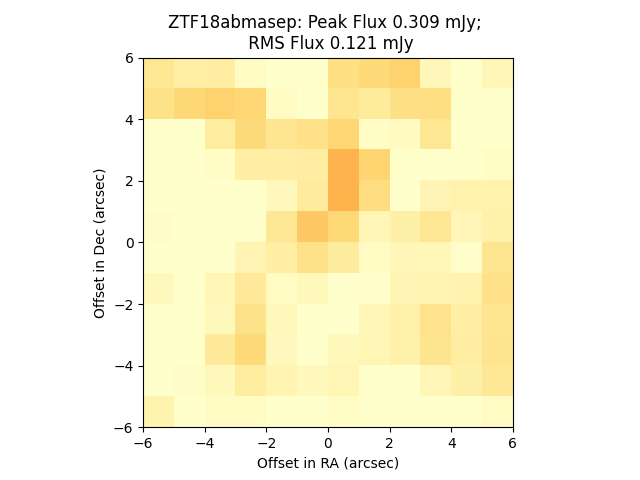 ZTF18abmasep: Peak Flux 0.309 mJy;
RMS Flux 0.121 mJy
6
4
2
0
−2
−4
−6
Offset in Dec (arcsec)
−6 −4 −2 0 2 4 6
Offset in RA (arcsec)